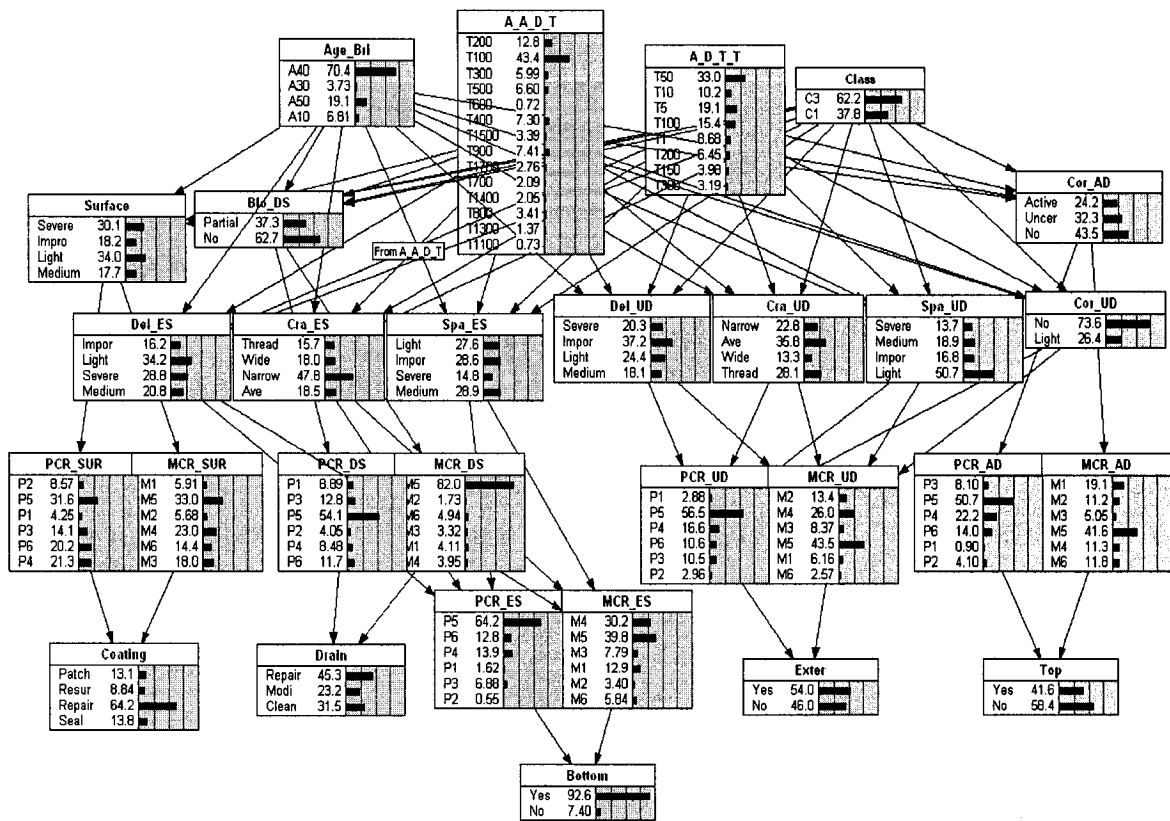 A_A_D_T
T200 12.8
T100 43.4
T300 5.99
T500 6.60
T600 0.72
T400 7.30
T1500 3.39
T900 7.41
2.76
T700 2.09
T1400 2.05
T800 3.41
T1300 1.37
T1100 0.73
Age_Bri
A40 70.4
A30 3.73
A50 19.1
A10 6.81
A_D_T_T
T50 33.0
T10 10.2
T5 19.1
T100 15.4
T1 8.68
T200 6.45
T150 3.98
3.19
Class
C3 62.2
C1 37.8
Surface
Severe 30.1
Impro 18.2
Light 34.0
Medium 17.7
Blo_DS
Partial 37.3
No 62.7
From A_A_D_T
Cor_AD
Active 24.2
Uncer 32.3
No 43.5
Del_ES
Impor 16.2
Light 34.2
Severe 28.8
Medium 20.8
Cra_ES
Thread 15.7
Wide 18.0
Narrow 47.8
Ave 18.5
Spa_ES
Light 27.6
Impor 28.6
Severe 14.8
Medium 28.9
Del_UD
Severe 20.3
Impor 37.2
Light 24.4
Medium 18.1
Cra_UD
Narrow 22.8
Ave 35.8
Wide 13.3
Thread 28.1
Spa_UD
Severe 13.7
Medium 18.9
Impor 16.8
Light 50.7
Cor_UD
No 73.6
Light 26.4
PCR_SUR
P2 8.57
P5 31.6
P1 4.25
P3 14.1
P6 20.2
P4 21.3
MCR_SUR
M1 5.91
M5 33.0
M2 5.68
M4 23.0
M6 14.4
M3 18.0
PCR_DS
P1 8.89
P3 12.8
P5 54.1
P2 4.05
P4 8.48
P6 11.7
MCR_DS
M5 82.0
M2 1.73
M6 4.94
M3 3.32
M1 4.11
M4 3.95
PCR_UD
P1 2.88
P5 56.5
P4 16.6
P6 10.6
P3 10.5
P2 2.96
MCR_UD
M2 13.4
M4 26.0
M3 8.37
M5 43.5
M1 6.16
M6 2.57
PCR_AD
P3 8.10
P5 50.7
P4 22.2
P6 14.0
P1 0.90
P2 4.10
MCR_AD
M1 19.1
M2 11.2
M3 5.05
M5 41.6
M4 11.3
M6 11.8
PCR_ES
P5 64.2
P6 12.8
P4 13.9
P1 1.62
P3 6.88
P2 0.55
MCR_ES
M4 30.2
M5 39.8
M3 7.79
M1 12.9
M2 3.40
M6 5.84
Coating
Patch 13.1
Resur 8.84
Repair 64.2
Seal 13.8
Drain
Repair 45.3
Modi 23.2
Clean 31.5
Exter
Yes 54.0
No 46.0
Top
Yes 41.6
No 58.4
Bottom
Yes 92.6
No 7.40